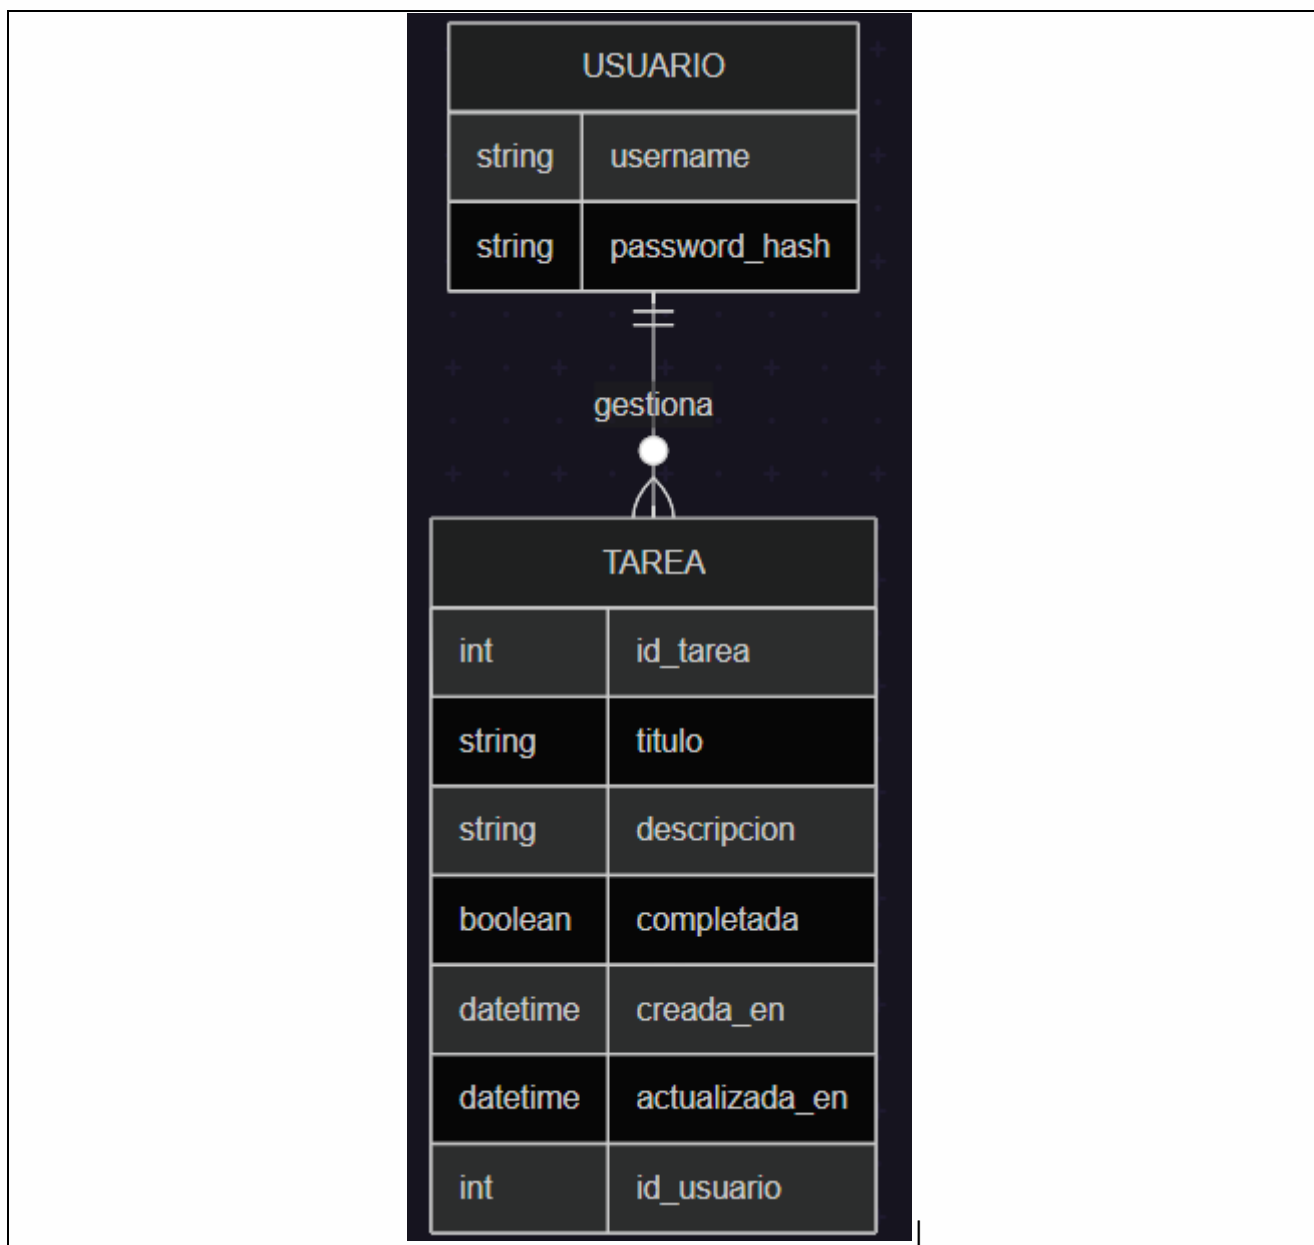 USUARIO
string username
string password_hash
gestiona
TAREA
int id_tarea
string titulo
string descripcion
boolean completada
datetime creada_en
datetime actualizada_en
int id_usuario